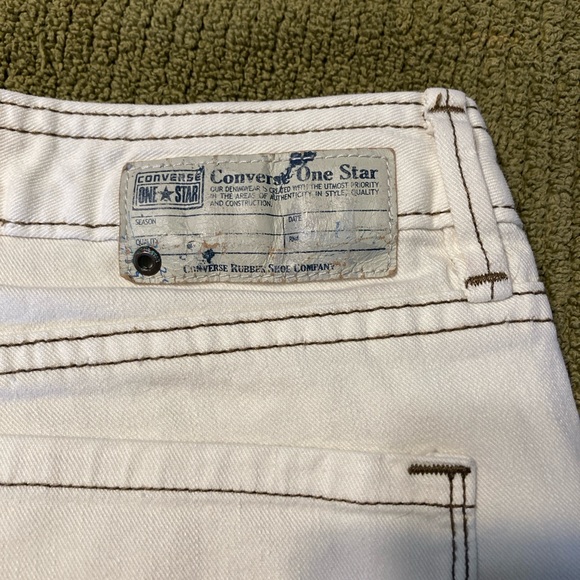 CONVERSE
ONE STAR
Converse One Star
OUR DENIMWEAR IS CREATED WITH THE UTMOST PRIORITY
IN THE AREAS OF AUTHENTICITY IN STYLE, QUALITY
AND CONSTRUCTION.
SEASON DATE
QUALITY
CONVERSE RUBBER SHOE COMPANY